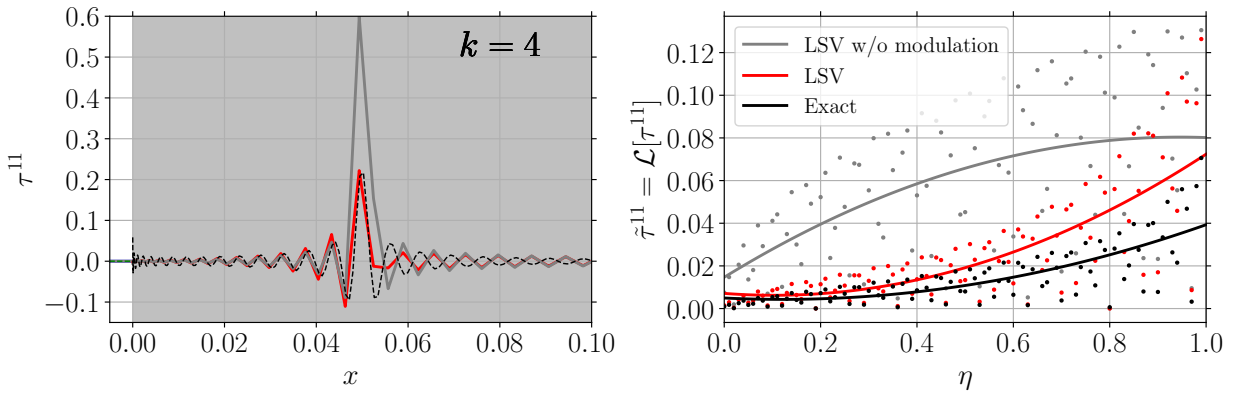 0.6
0.5
0.4
0.3
0.2
0.1
0.0
−0.1
τ¹¹
k = 4
0.00 0.02 0.04 0.06 0.08 0.10
x
0.12
0.10
0.08
0.06
0.04
0.02
0.00
τ̃¹¹ = ℒ[τ¹¹]
LSV w/o modulation
LSV
Exact
0.0 0.2 0.4 0.6 0.8 1.0
η